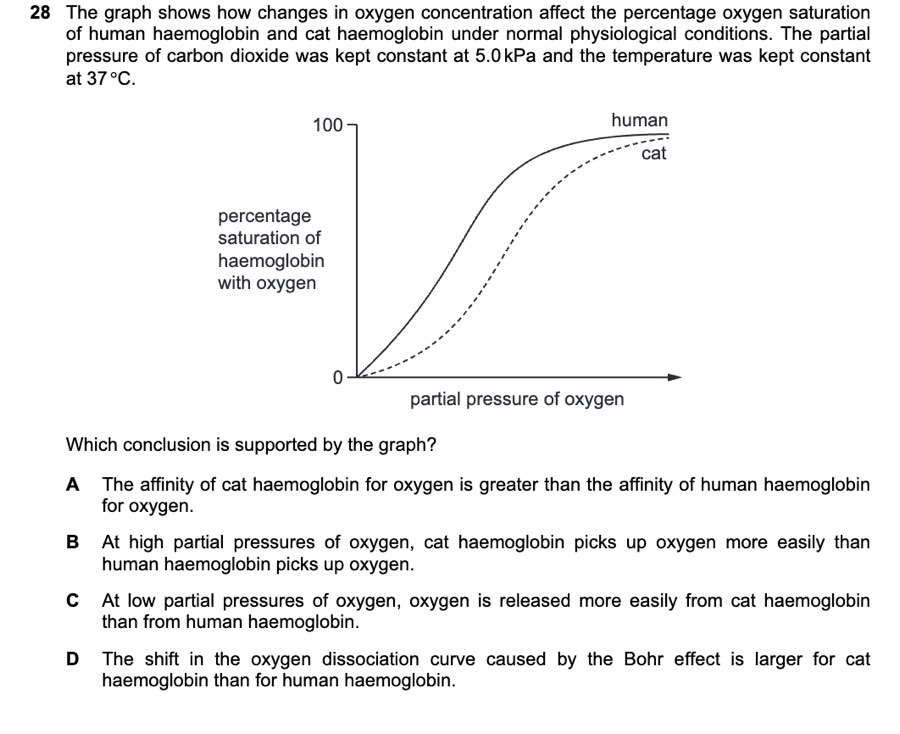 28 The graph shows how changes in oxygen concentration affect the percentage oxygen saturation
of human haemoglobin and cat haemoglobin under normal physiological conditions. The partial
pressure of carbon dioxide was kept constant at 5.0 kPa and the temperature was kept constant
at 37 °C.
human
100
cat
percentage
saturation of
haemoglobin
with oxygen
0
partial pressure of oxygen
Which conclusion is supported by the graph?
A The affinity of cat haemoglobin for oxygen is greater than the affinity of human haemoglobin
for oxygen.
B At high partial pressures of oxygen, cat haemoglobin picks up oxygen more easily than
human haemoglobin picks up oxygen.
C At low partial pressures of oxygen, oxygen is released more easily from cat haemoglobin
than from human haemoglobin.
D The shift in the oxygen dissociation curve caused by the Bohr effect is larger for cat
haemoglobin than for human haemoglobin.